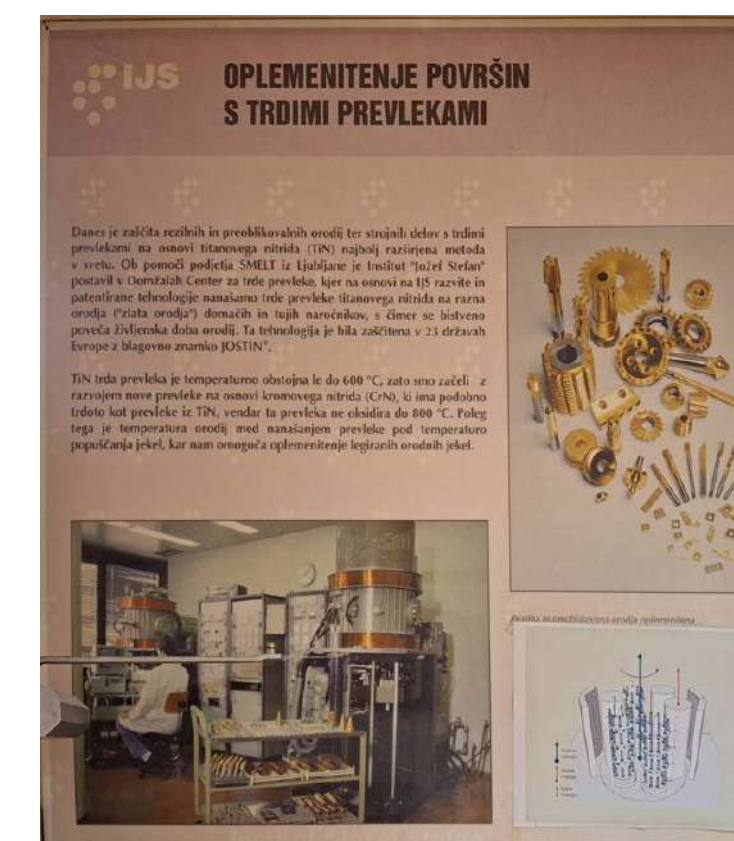 IJS
OPLEMENITENJE POVRŠIN
S TRDIMI PREVLEKAMI
Danes je zaščita rezilnih in preoblikovalnih orodij ter strojnih delov s trdimi
prevlekami na osnovi titanovega nitrida (TiN) najbolj razširjena metoda
v svetu. Ob pomoči podjetja SMELT iz Ljubljane je Institut "Jožef Stefan"
postavil v Domžalah Center za trde prevleke, kjer na osnovi na IJS razvite in
patentirane tehnologije nanašamo trde prevleke titanovega nitrida na razna
orodja ("zlata orodja") domačih in tujih naročnikov, s čimer se bistveno
poveča življenska doba orodij. Ta tehnologija je bila zaščitena v 23 državah
Evrope z blagovno znamko JOSTIN®.
TiN trda prevleka je temperaturno obstojna le do 600 °C, zato smo začeli z
razvojem nove prevleke na osnovi kromovega nitrida (CrN), ki ima podobno
trdoto kot prevleke iz TiN, vendar ta prevleka ne oksidira do 800 °C. Poleg
tega je temperatura orodij med nanašanjem prevleke pod temperaturo
popuščanja jekel, kar nam omogoča oplemenitenje legiranih orodnih jekel.
in preoblikovalna orodja oplemenitena